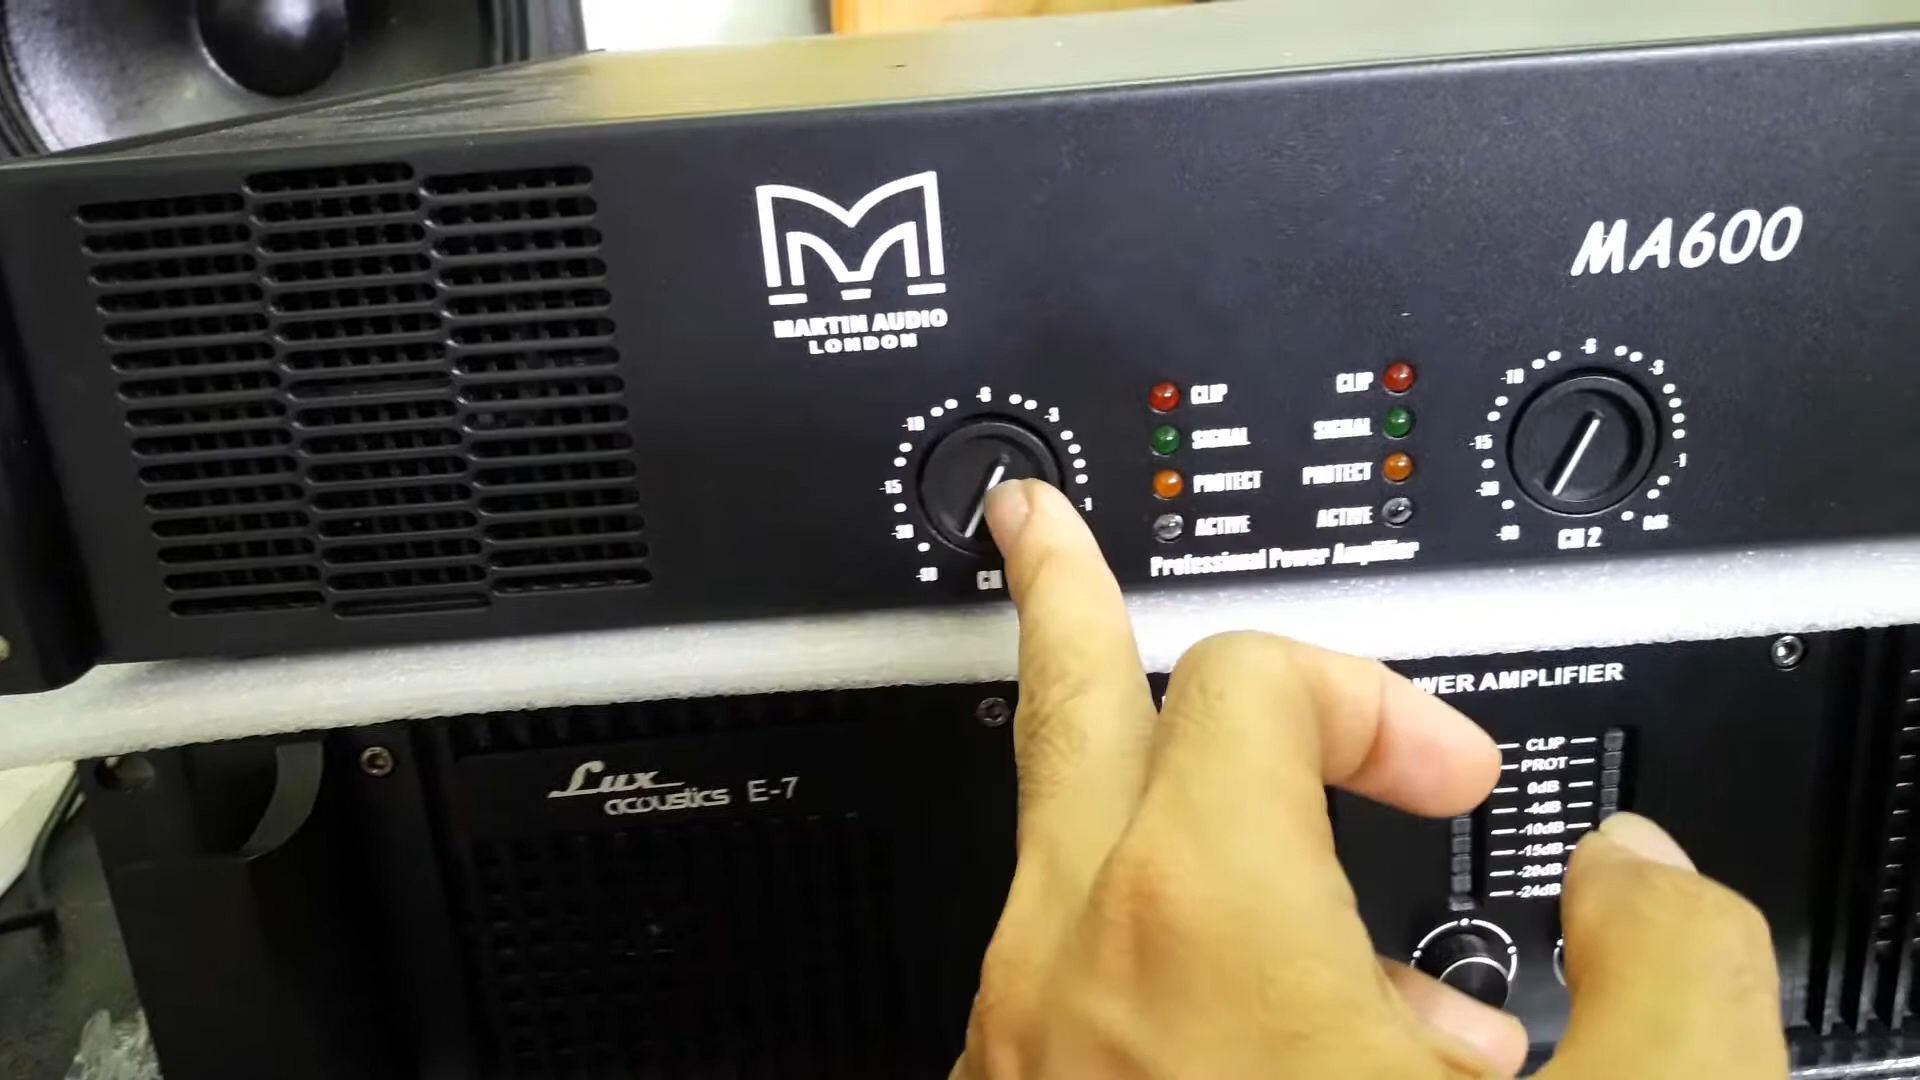 MARTIN AUDIO
LONDON
MA600
-6
-10
-3
-15
-1
-30
CH
CLIP
SIGNAL
PROTECT
ACTIVE
CLIP
SIGNAL
PROTECT
ACTIVE
Professional Power Amplifier
-6
-10
-3
-15
-1
-30
CH 2
Lux
acoustics E-7
WER AMPLIFIER
CLIP
PROT
0dB
-4dB
-10dB
-15dB
-20dB
-24dB